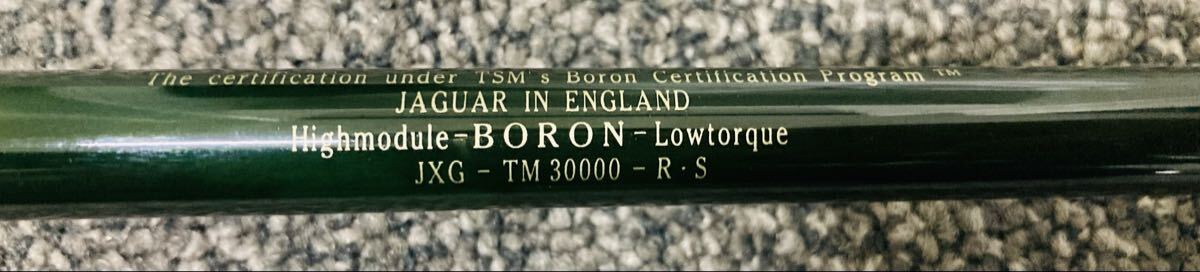 The certification under TSM's Boron Certification Program ™
JAGUAR IN ENGLAND
Highmodule-BORON-Lowtorque
JXG - TM 30000 - R·S